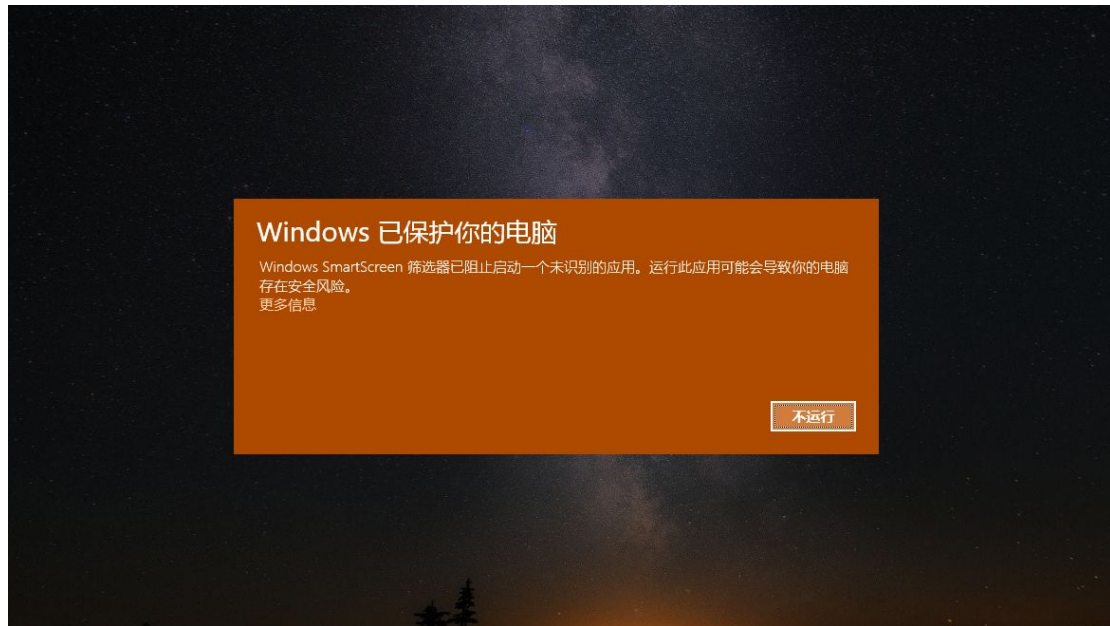 Windows 已保护你的电脑
Windows SmartScreen 筛选器已阻止启动一个未识别的应用。运行此应用可能会导致你的电脑
存在安全风险。
更多信息
不运行